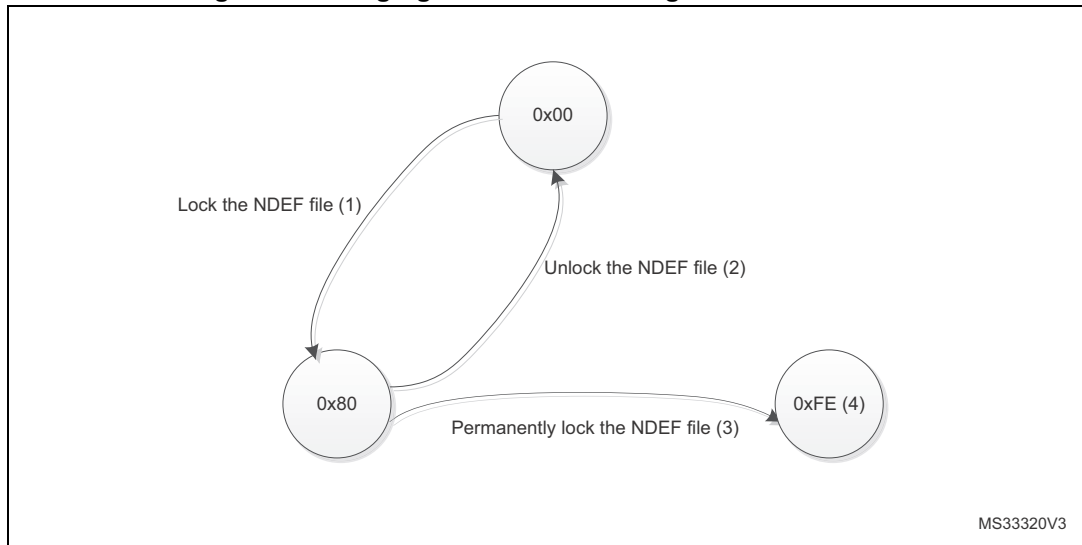 0x00
Lock the NDEF file (1)
Unlock the NDEF file (2)
0x80
0xFE (4)
Permanently lock the NDEF file (3)
MS33320V3